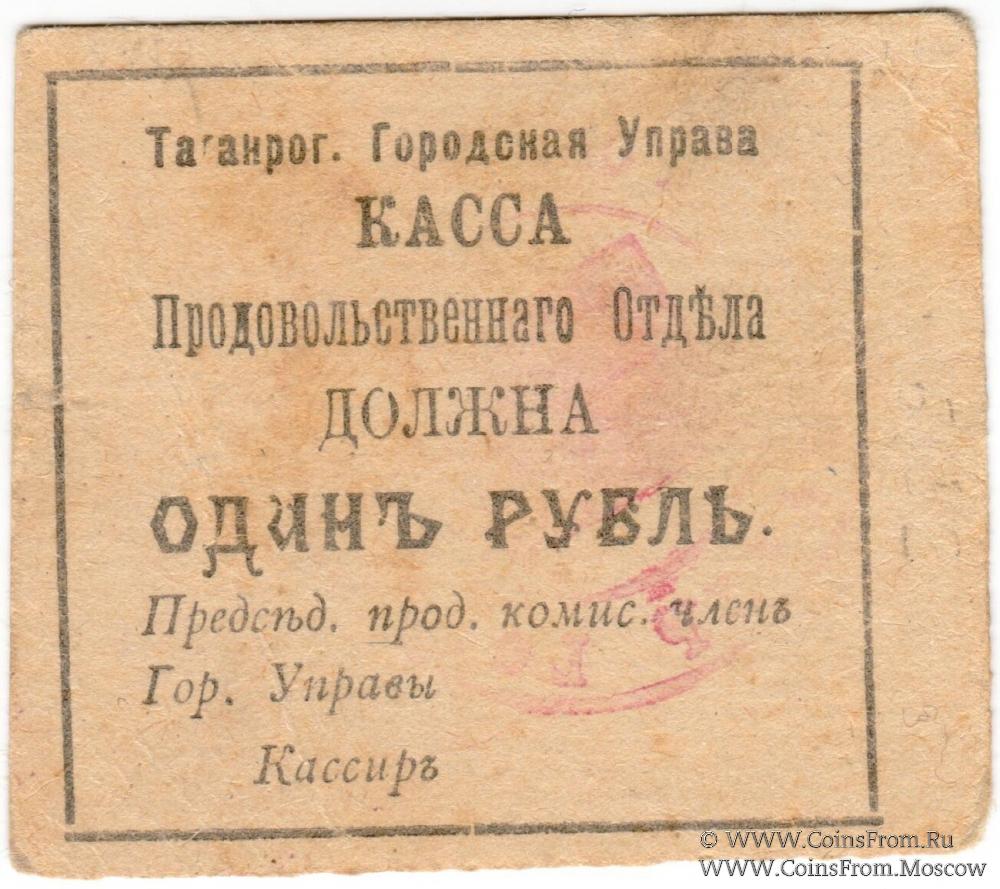 Таганрог. Городская Управа
КАССА
Продовольственнаго Отдѣла
ДОЛЖНА
ОДИНЪ РУБЛЬ.
Предсѣд. прод. комис. членъ
Гор. Управы
Кассиръ
© WWW.CoinsFrom.Ru
WWW.CoinsFrom.Moscow